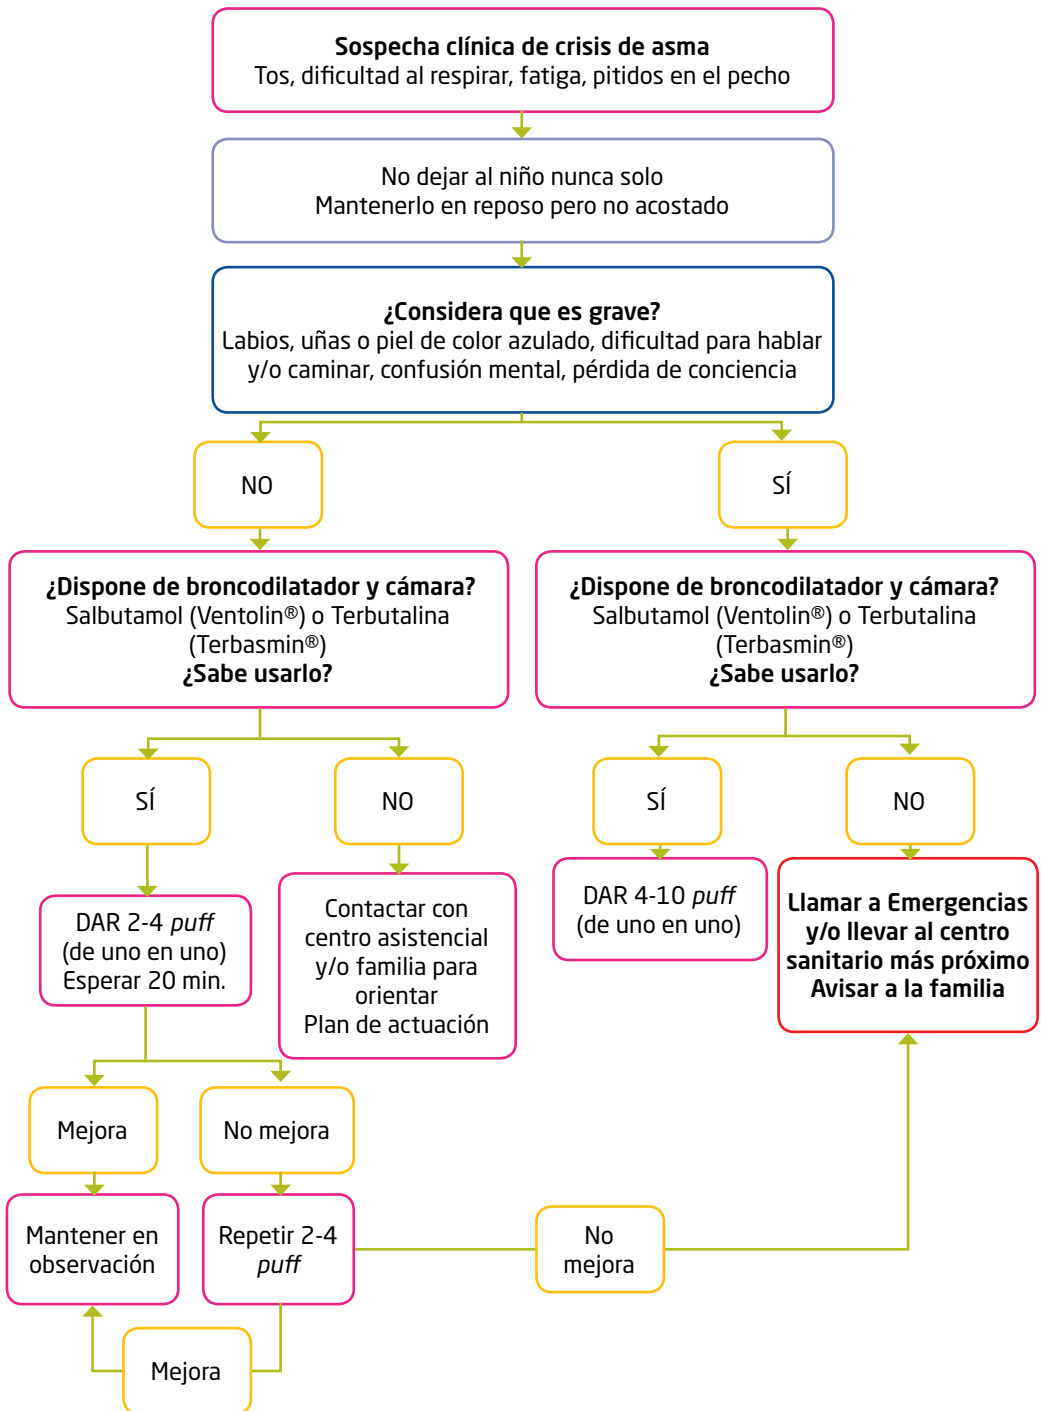 Sospecha clínica de crisis de asma
Tos, dificultad al respirar, fatiga, pitidos en el pecho
No dejar al niño nunca solo
Mantenerlo en reposo pero no acostado
¿Considera que es grave?
Labios, uñas o piel de color azulado, dificultad para hablar
y/o caminar, confusión mental, pérdida de conciencia
NO
SÍ
¿Dispone de broncodilatador y cámara?
Salbutamol (Ventolin®) o Terbutalina
(Terbasmin®)
¿Sabe usarlo?
¿Dispone de broncodilatador y cámara?
Salbutamol (Ventolin®) o Terbutalina
(Terbasmin®)
¿Sabe usarlo?
SÍ
NO
SÍ
NO
DAR 2-4 puff
(de uno en uno)
Esperar 20 min.
Contactar con
centro asistencial
y/o familia para
orientar
Plan de actuación
DAR 4-10 puff
(de uno en uno)
Llamar a Emergencias
y/o llevar al centro
sanitario más próximo
Avisar a la familia
Mejora
No mejora
Mantener en
observación
Repetir 2-4
puff
No
mejora
Mejora